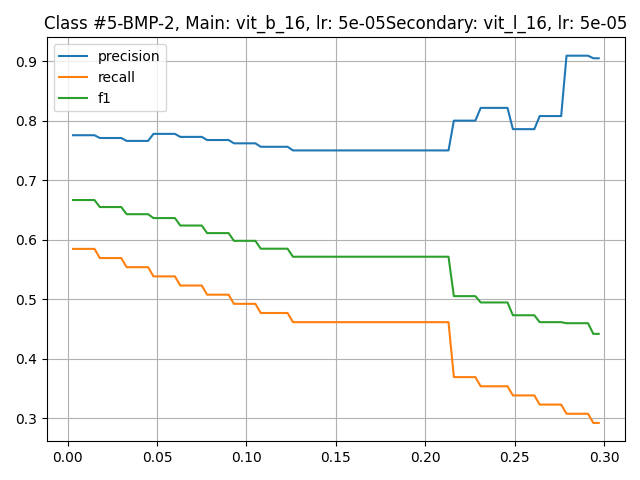 Class #5-BMP-2, Main: vit_b_16, lr: 5e-05Secondary: vit_l_16, lr: 5e-05
precision
recall
f1
0.9
0.8
0.7
0.6
0.5
0.4
0.3
0.00 0.05 0.10 0.15 0.20 0.25 0.30